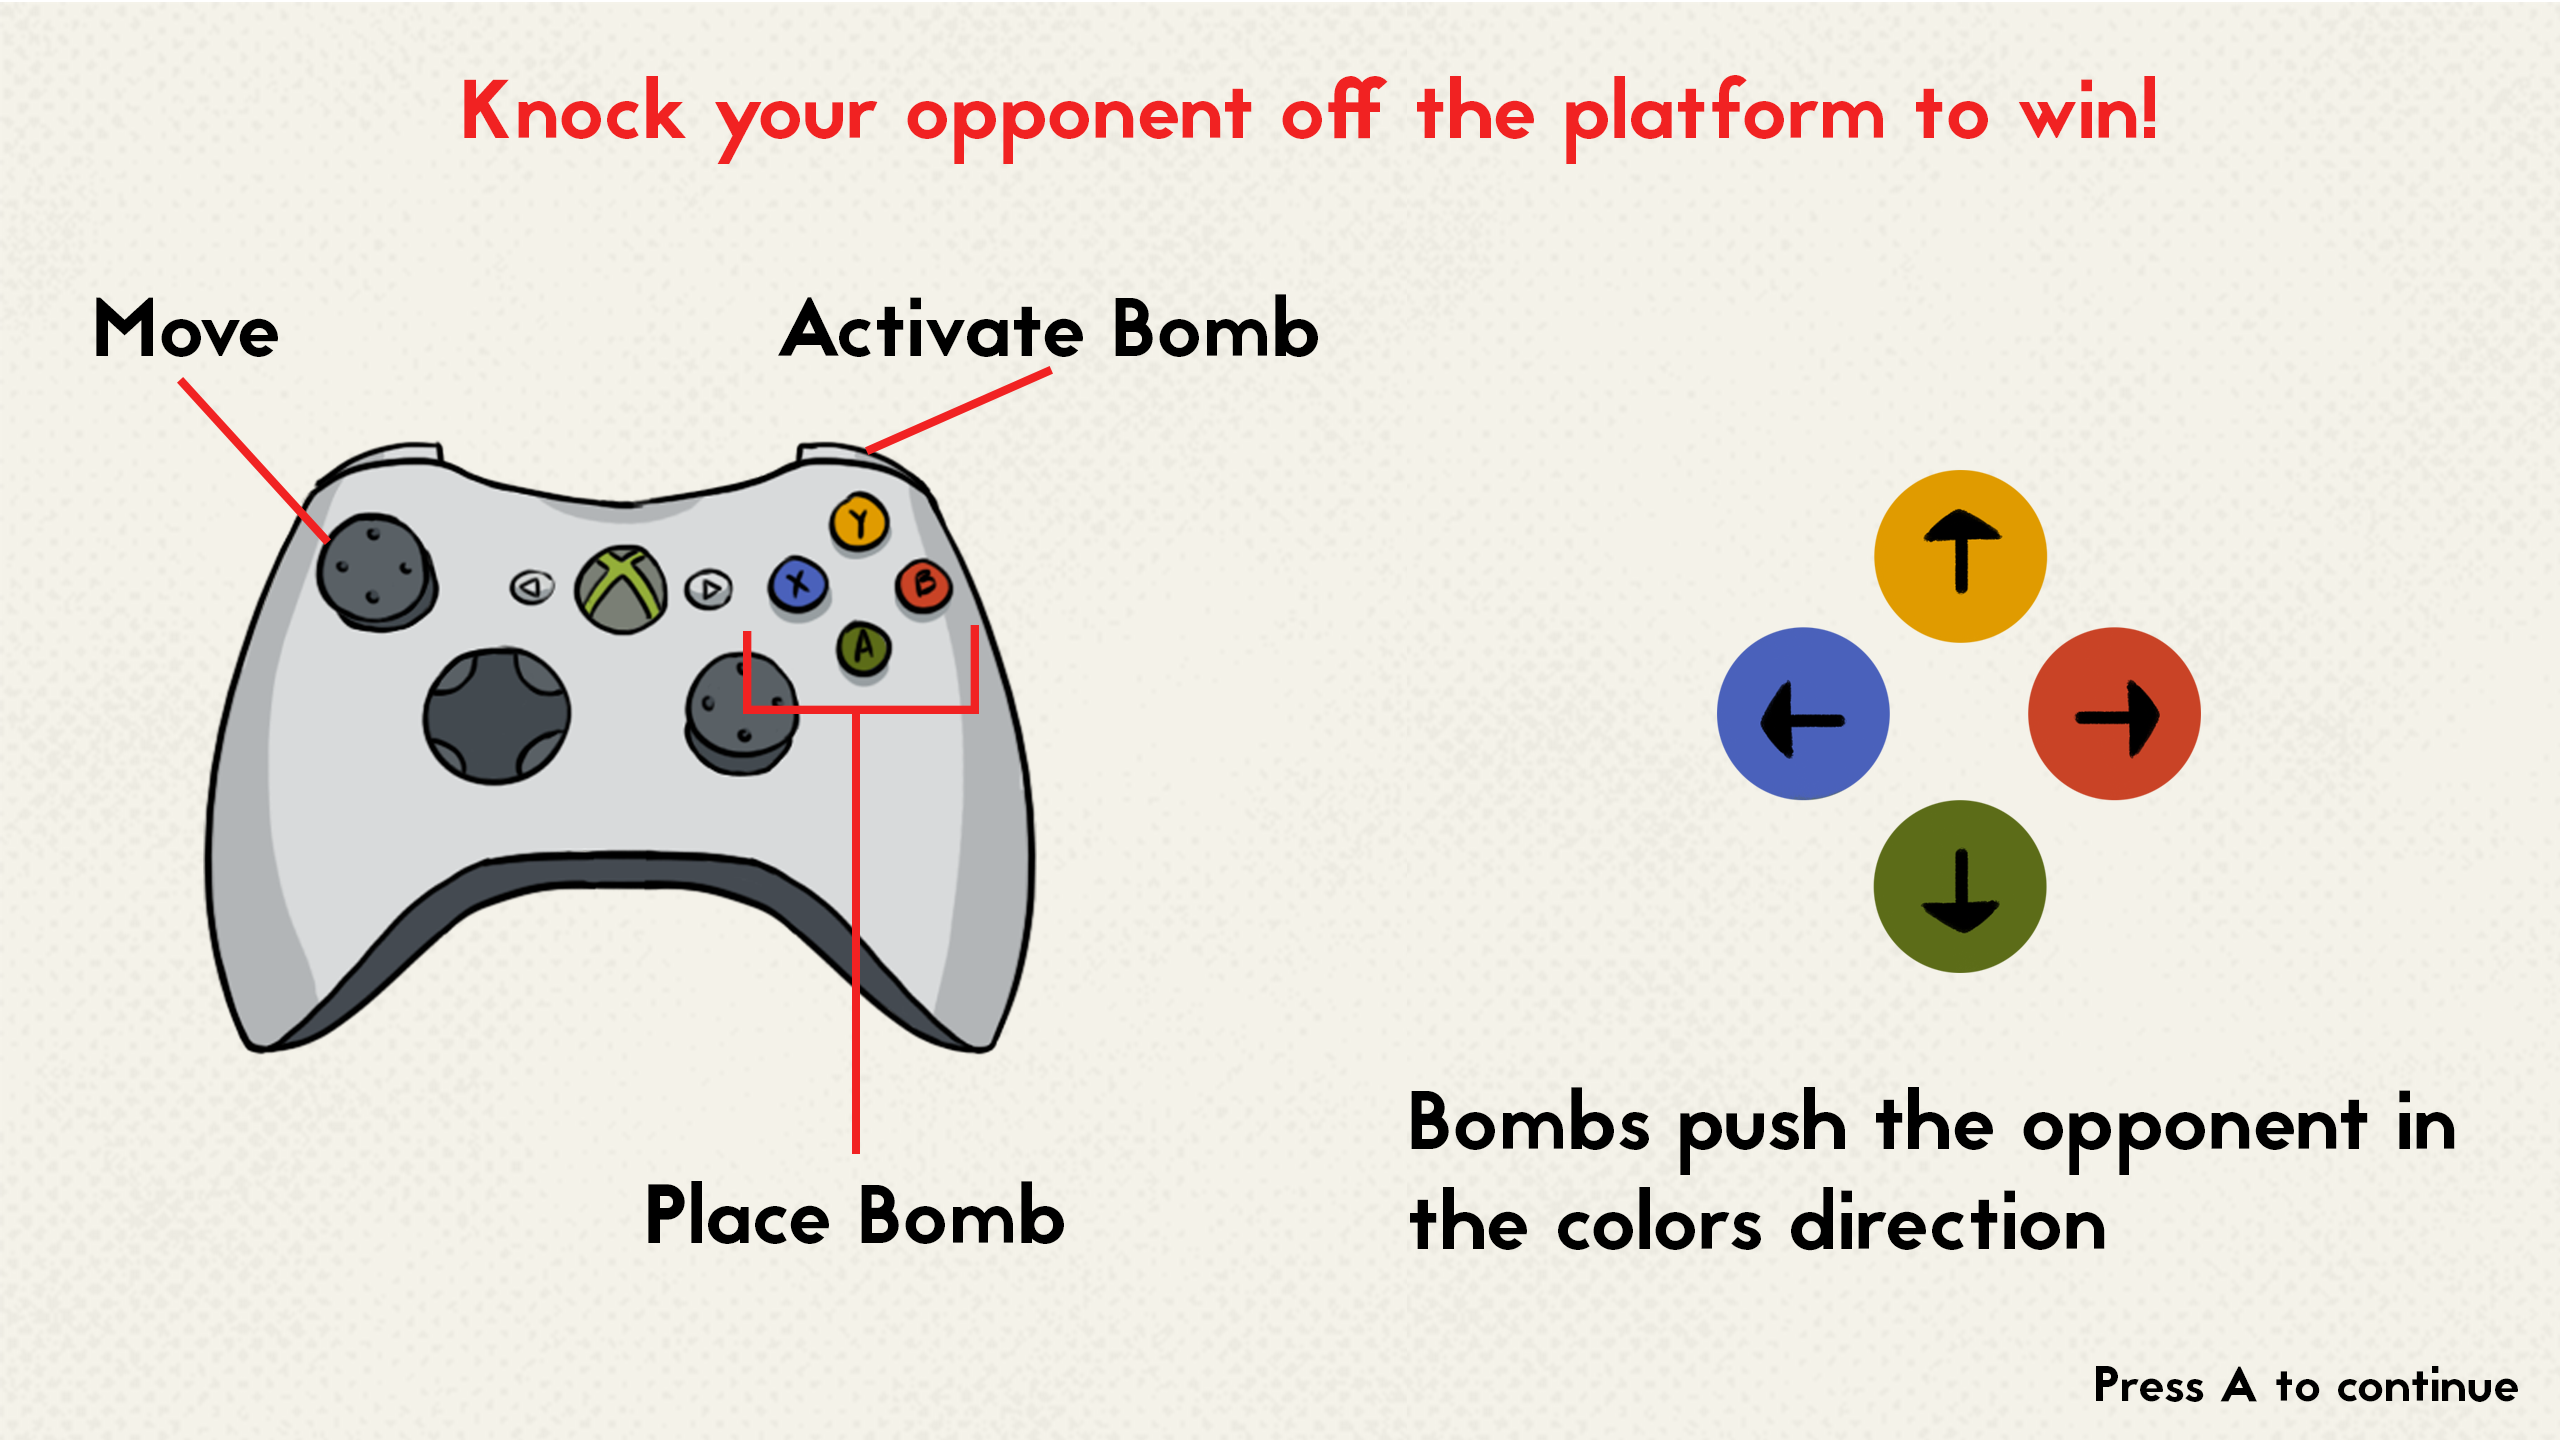 Knock your opponent off the platform to win!
Move
Activate Bomb
Y
X
B
A
Place Bomb
Bombs push the opponent in
the colors direction
Press A to continue